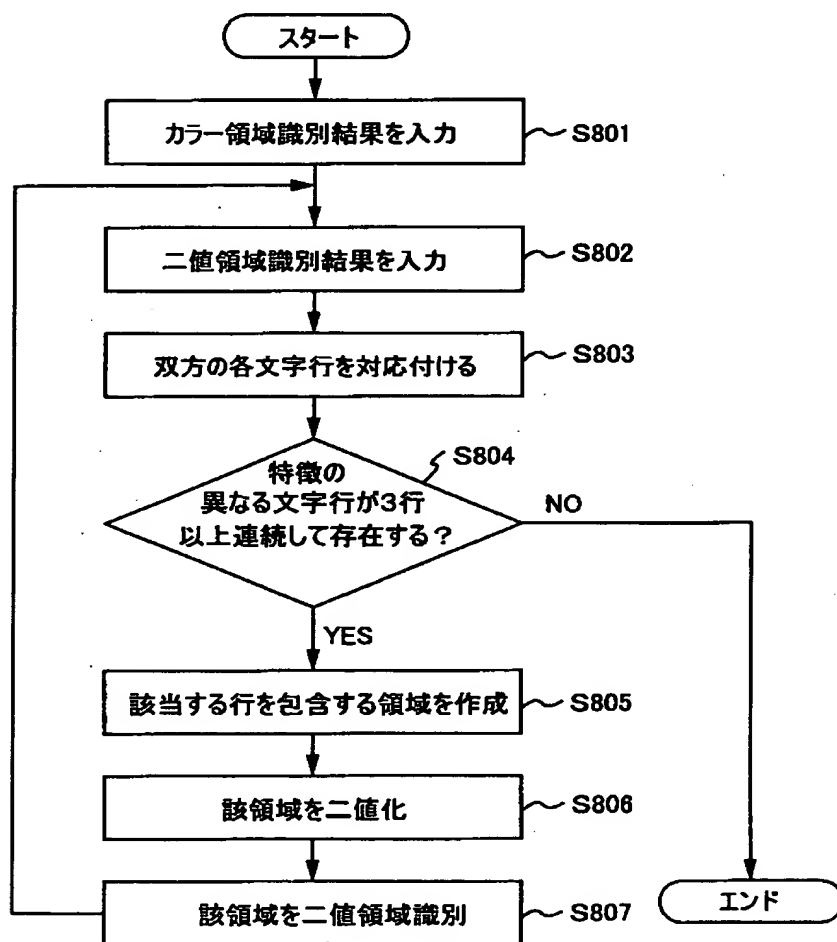 スタート
カラー領域識別結果を入力
S801
二値領域識別結果を入力
S802
双方の各文字行を対応付ける
S803
S804
特徴の
異なる文字行が3行
以上連続して存在する？
NO
YES
該当する行を包含する領域を作成
S805
該領域を二値化
S806
該領域を二値領域識別
S807
エンド